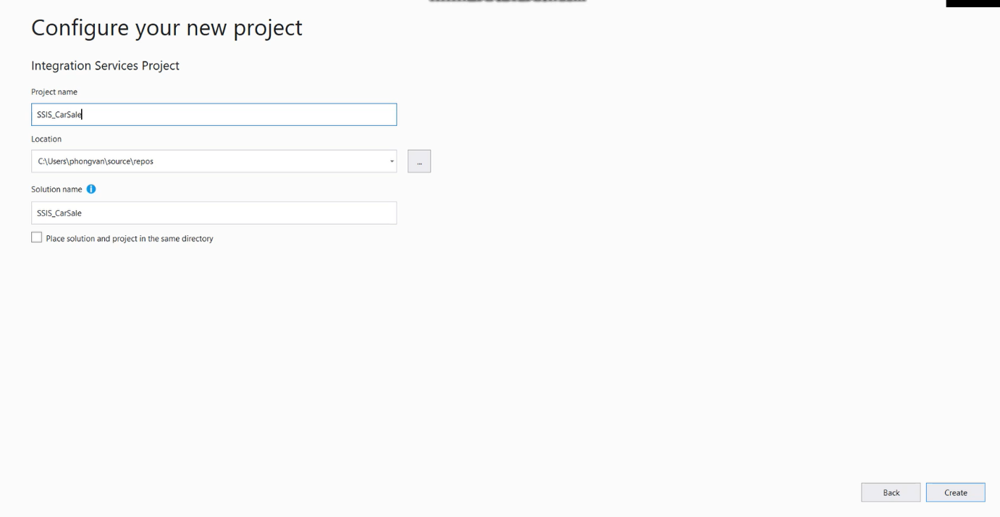 Configure your new project
Integration Services Project
Project name
SSIS_CarSale
Location
C:\Users\phongvan\source\repos
...
Solution name
SSIS_CarSale
Place solution and project in the same directory
Back
Create